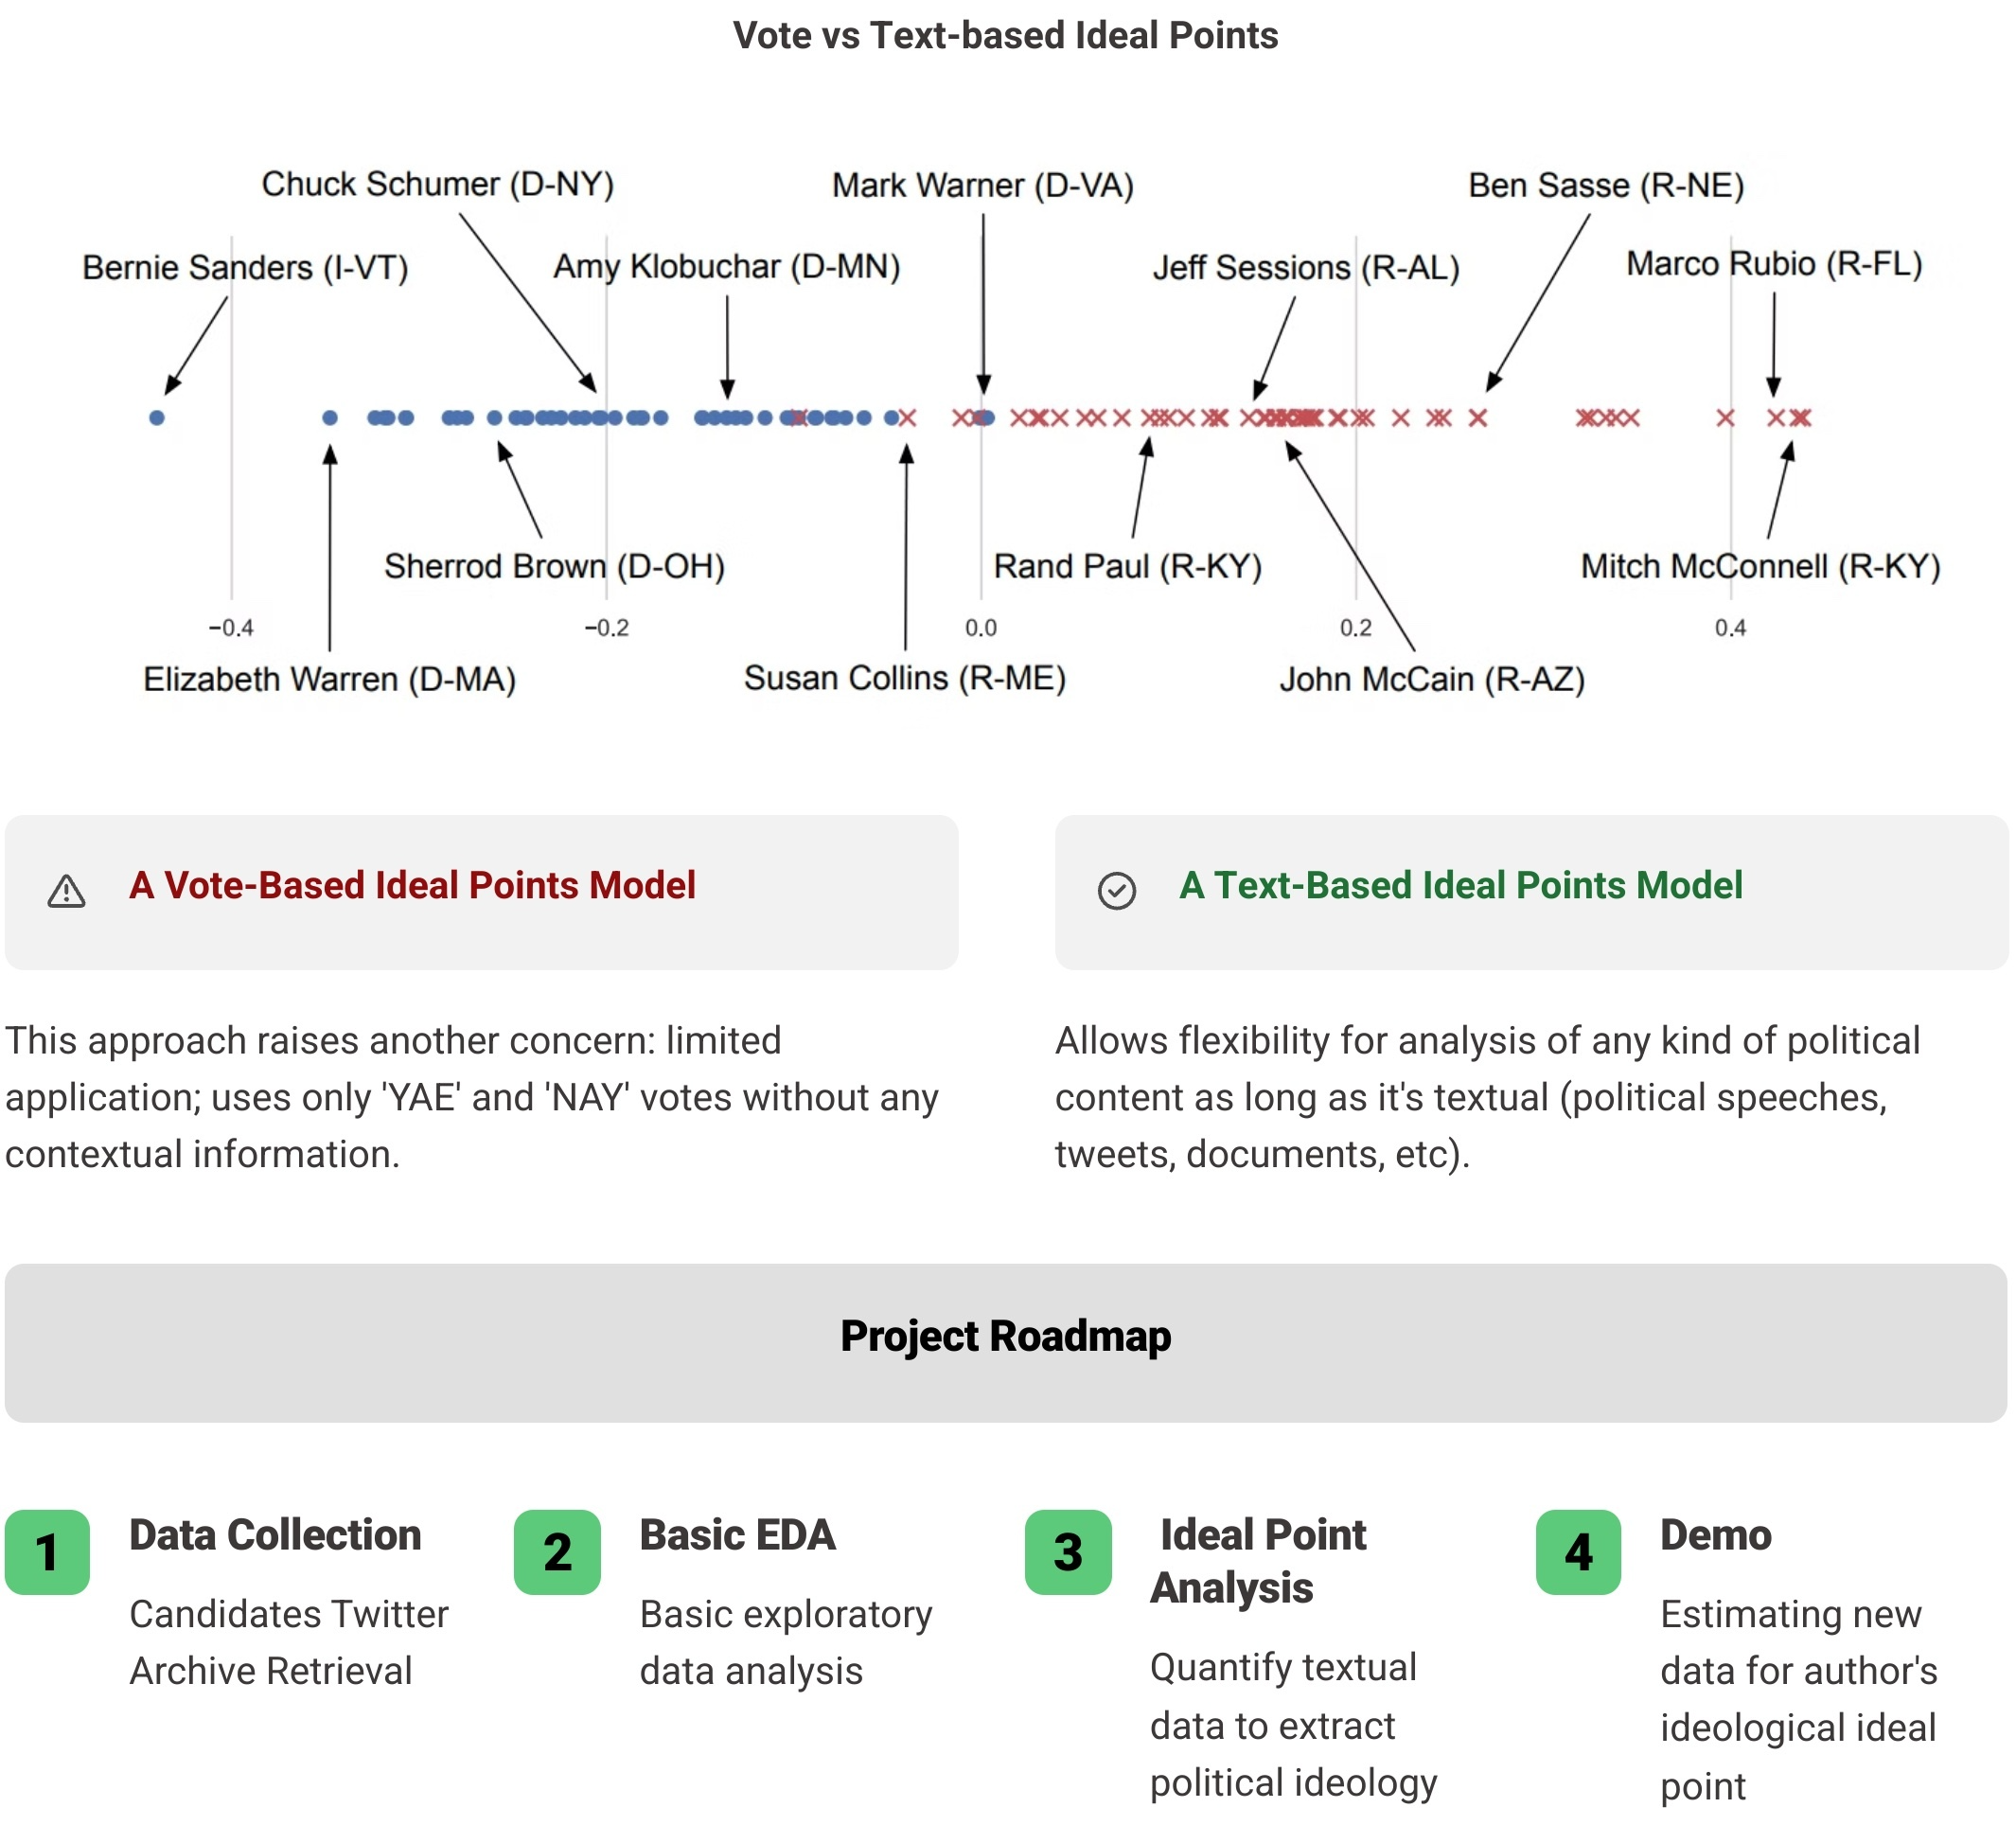 Vote vs Text-based Ideal Points
Chuck Schumer (D-NY)
Mark Warner (D-VA)
Ben Sasse (R-NE)
Bernie Sanders (I-VT)
Amy Klobuchar (D-MN)
Jeff Sessions (R-AL)
Marco Rubio (R-FL)
Sherrod Brown (D-OH)
Rand Paul (R-KY)
Mitch McConnell (R-KY)
−0.4
−0.2
0.0
0.2
0.4
Elizabeth Warren (D-MA)
Susan Collins (R-ME)
John McCain (R-AZ)
A Vote-Based Ideal Points Model
This approach raises another concern: limited
application; uses only 'YAE' and 'NAY' votes without any
contextual information.
A Text-Based Ideal Points Model
Allows flexibility for analysis of any kind of political
content as long as it's textual (political speeches,
tweets, documents, etc).
Project Roadmap
1
Data Collection
Candidates Twitter
Archive Retrieval
2
Basic EDA
Basic exploratory
data analysis
3
Ideal Point
Analysis
Quantify textual
data to extract
political ideology
4
Demo
Estimating new
data for author's
ideological ideal
point